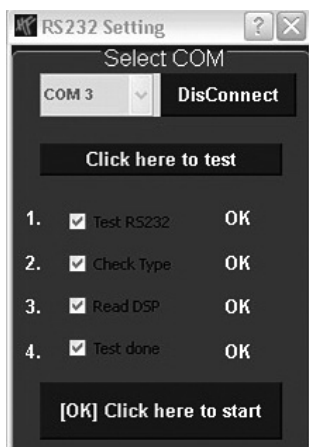 RS232 Setting
Select COM
COM 3 DisConnect
Click here to test
1. Test RS232 OK
2. Check Type OK
3. Read DSP OK
4. Test done OK
[OK] Click here to start